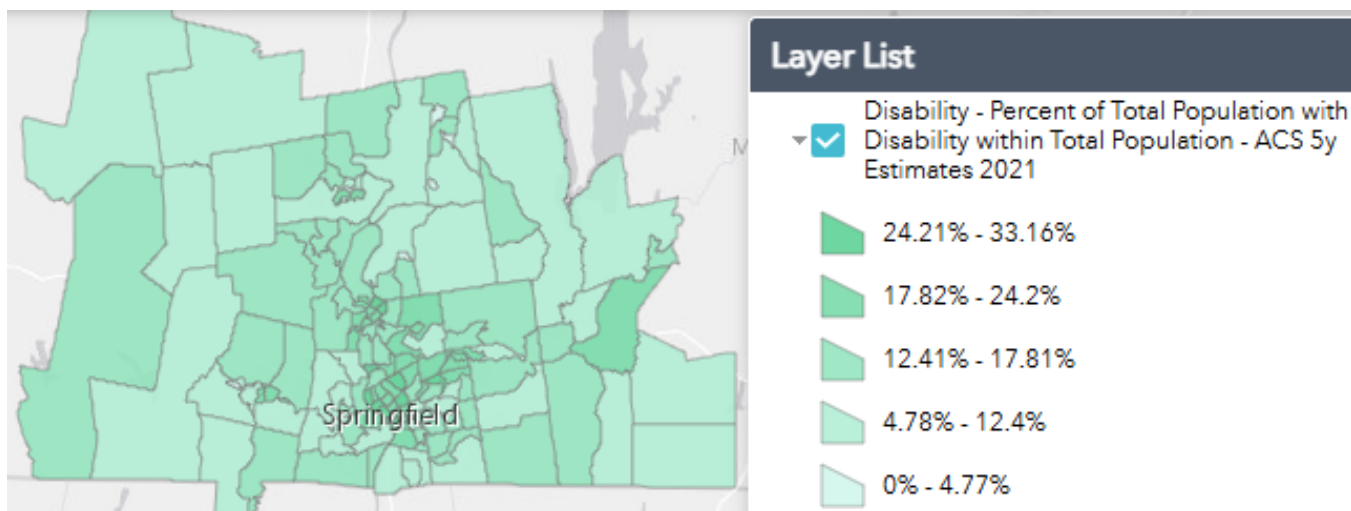 Layer List
Disability - Percent of Total Population with
Disability within Total Population - ACS 5y
Estimates 2021
24.21% - 33.16%
17.82% - 24.2%
12.41% - 17.81%
4.78% - 12.4%
0% - 4.77%
Springfield
M